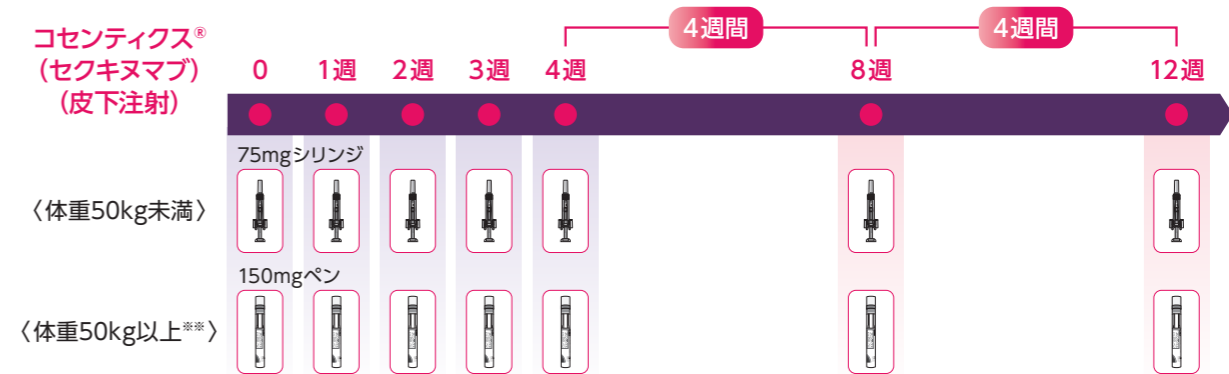 4週間 4週間
コセンティクス®
（セクキヌマブ）
（皮下注射）
0 1週 2週 3週 4週 8週 12週
75mgシリンジ
〈体重50kg未満〉
150mgペン
〈体重50kg以上※※〉